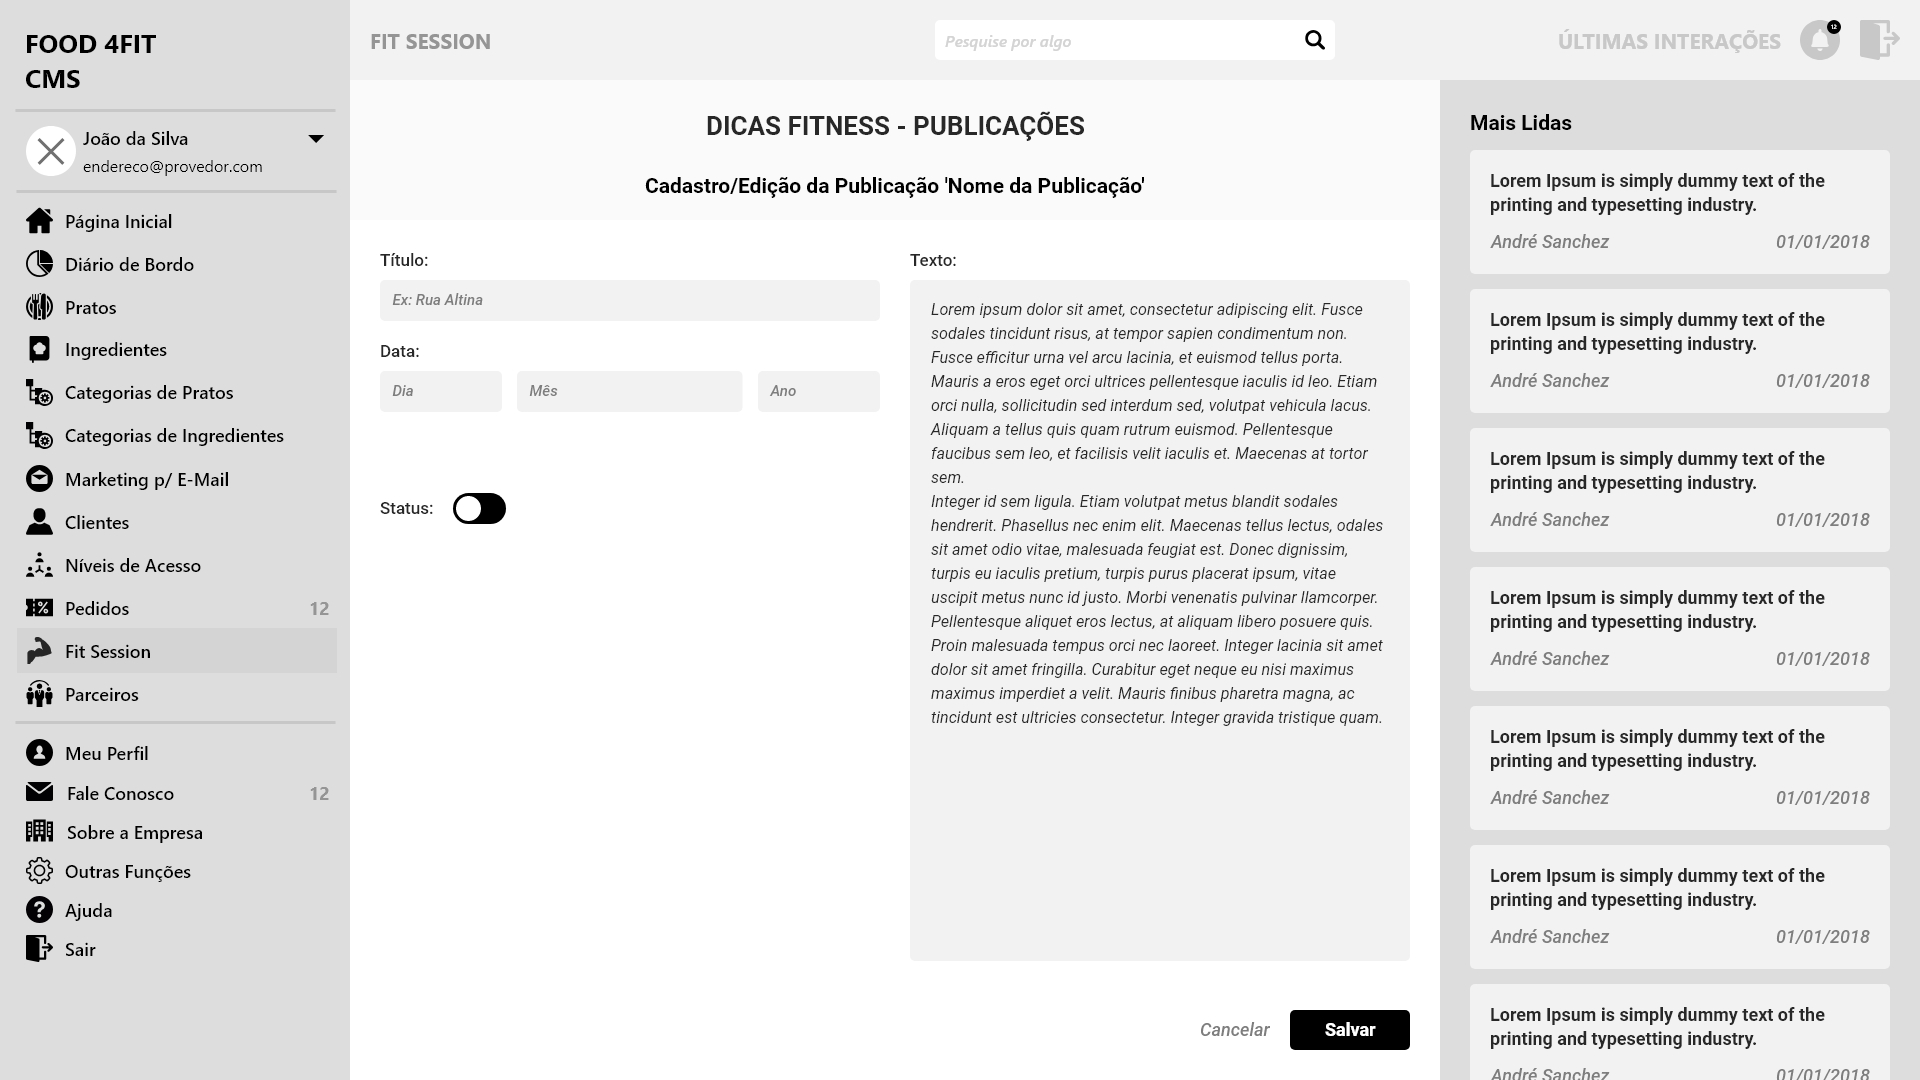 FOOD 4FIT
CMS
João da Silva
endereco@provedor.com
Página Inicial
Diário de Bordo
Pratos
Ingredientes
Categorias de Pratos
Categorias de Ingredientes
Marketing p/ E-Mail
Clientes
Níveis de Acesso
Pedidos 12
Fit Session
Parceiros
Meu Perfil
Fale Conosco 12
Sobre a Empresa
Outras Funções
Ajuda
Sair
FIT SESSION
Pesquise por algo
ÚLTIMAS INTERAÇÕES
12
DICAS FITNESS - PUBLICAÇÕES
Cadastro/Edição da Publicação 'Nome da Publicação'
Título:
Ex: Rua Altina
Data:
Dia Mês Ano
Status:
Texto:
Lorem ipsum dolor sit amet, consectetur adipiscing elit. Fusce
sodales tincidunt risus, at tempor sapien condimentum non.
Fusce efficitur urna vel arcu lacinia, et euismod tellus porta.
Mauris a eros eget orci ultrices pellentesque iaculis id leo. Etiam
orci nulla, sollicitudin sed interdum sed, volutpat vehicula lacus.
Aliquam a tellus quis quam rutrum euismod. Pellentesque
faucibus sem leo, et facilisis velit iaculis et. Maecenas at tortor
sem.
Integer id sem ligula. Etiam volutpat metus blandit sodales
hendrerit. Phasellus nec enim elit. Maecenas tellus lectus, odales
sit amet odio vitae, malesuada feugiat est. Donec dignissim,
turpis eu iaculis pretium, turpis purus placerat ipsum, vitae
uscipit metus nunc id justo. Morbi venenatis pulvinar llamcorper.
Pellentesque aliquet eros lectus, at aliquam libero posuere quis.
Proin malesuada tempus orci nec laoreet. Integer lacinia sit amet
dolor sit amet fringilla. Curabitur eget neque eu nisi maximus
maximus imperdiet a velit. Mauris finibus pharetra magna, ac
tincidunt est ultricies consectetur. Integer gravida tristique quam.
Cancelar
Salvar
Mais Lidas
Lorem Ipsum is simply dummy text of the
printing and typesetting industry.
André Sanchez 01/01/2018
Lorem Ipsum is simply dummy text of the
printing and typesetting industry.
André Sanchez 01/01/2018
Lorem Ipsum is simply dummy text of the
printing and typesetting industry.
André Sanchez 01/01/2018
Lorem Ipsum is simply dummy text of the
printing and typesetting industry.
André Sanchez 01/01/2018
Lorem Ipsum is simply dummy text of the
printing and typesetting industry.
André Sanchez 01/01/2018
Lorem Ipsum is simply dummy text of the
printing and typesetting industry.
André Sanchez 01/01/2018
Lorem Ipsum is simply dummy text of the
printing and typesetting industry.
André Sanchez 01/01/2018